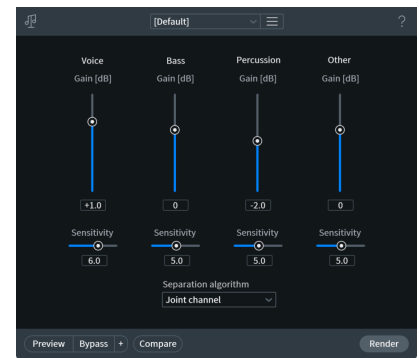 [Default] ?
Voice Bass Percussion Other
Gain [dB] Gain [dB] Gain [dB] Gain [dB]
+1.0 0 -2.0 0
Sensitivity Sensitivity Sensitivity Sensitivity
6.0 5.0 5.0 5.0
Separation algorithm
Joint channel
Preview Bypass + Compare Render